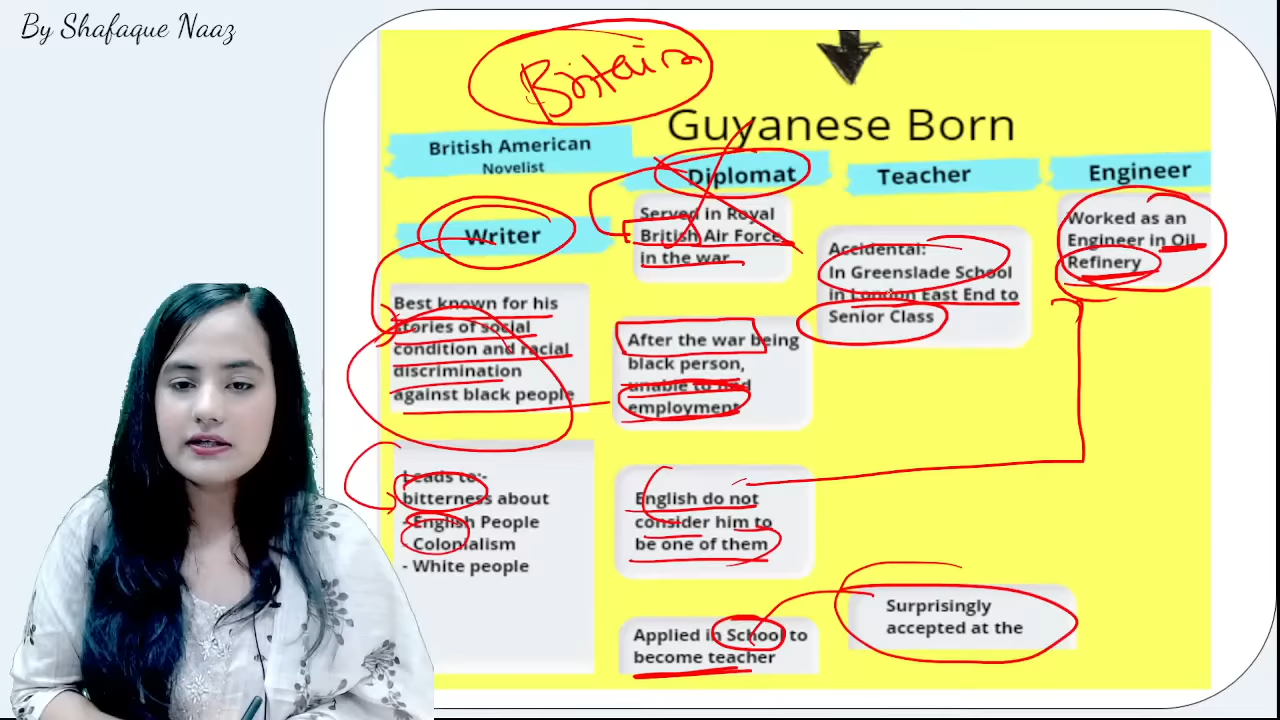 By Shafaque Naaz
Britain
Guyanese Born
British American
Novelist
Writer
Best known for his
stories of social
condition and racial
discrimination
against black people
Leads to:-
bitterness about
- English People
- Colonialism
- White people
Diplomat
Served in Royal
British Air Force
in the war
After the war being
black person,
unable to find
employment
English do not
consider him to
be one of them
Applied in School to
become teacher
Teacher
Accidental:
In Greenslade School
in London East End to
Senior Class
Surprisingly
accepted at the
Engineer
Worked as an
Engineer in Oil
Refinery